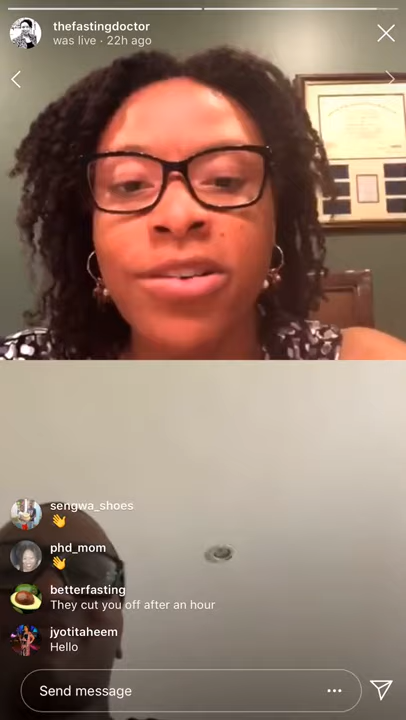 thefastingdoctor
was live · 22h ago
sengwa_shoes
👋
phd_mom
👋
betterfasting
They cut you off after an hour
jyotitaheem
Hello
Send message